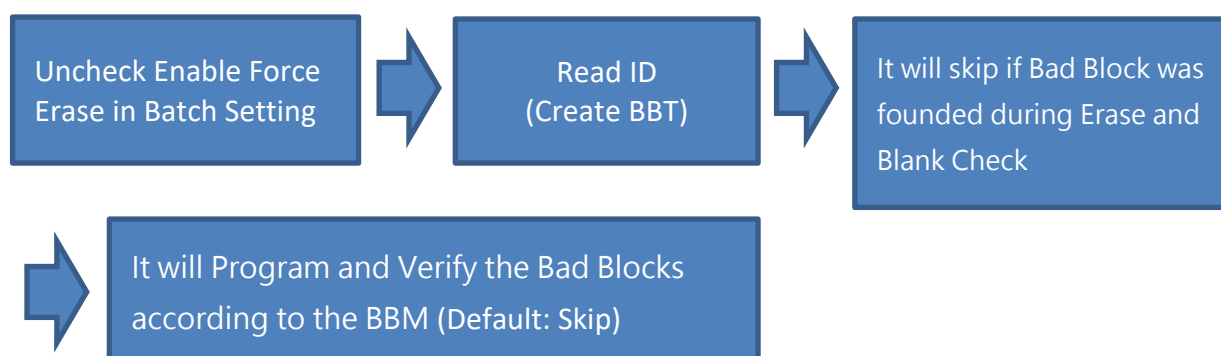 Uncheck Enable Force
Erase in Batch Setting
Read ID
(Create BBT)
It will skip if Bad Block was
founded during Erase and
Blank Check
It will Program and Verify the Bad Blocks
according to the BBM (Default: Skip)